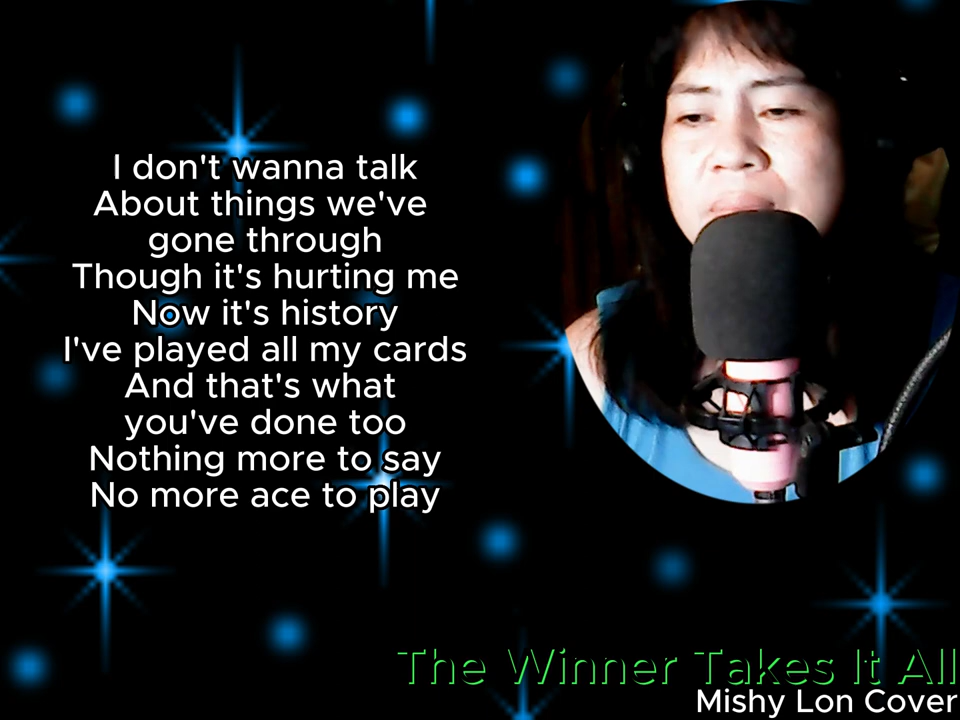 I don't wanna talk
About things we've
gone through
Though it's hurting me
Now it's history
I've played all my cards
And that's what
you've done too
Nothing more to say
No more ace to play
The Winner Takes It All
Mishy Lon Cover